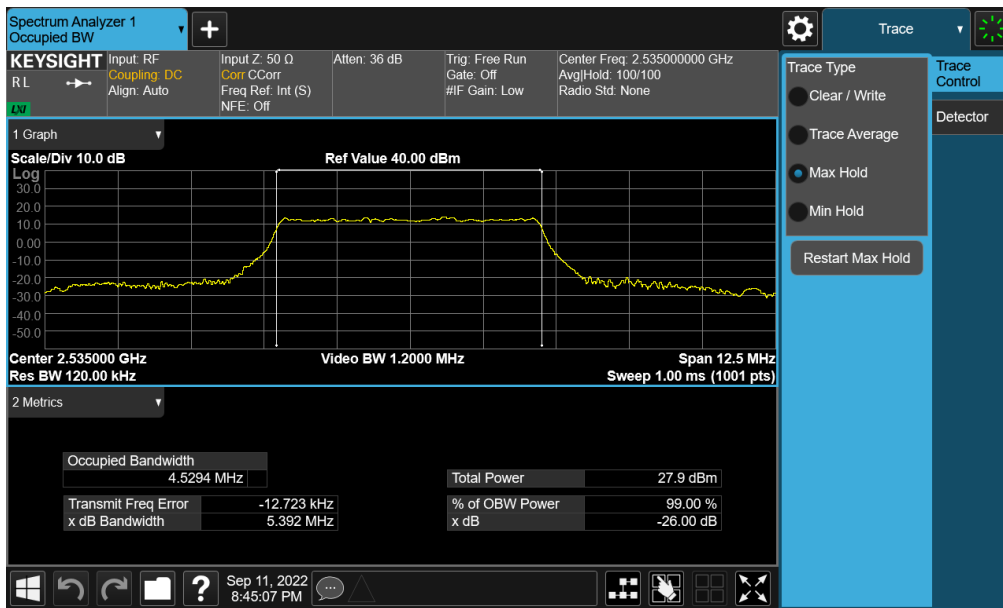 Spectrum Analyzer 1
Occupied BW
Trace
KEYSIGHT
R L
LXI
Input: RF
Coupling: DC
Align: Auto
Input Z: 50 Ω
Corr CCorr
Freq Ref: Int (S)
NFE: Off
Atten: 36 dB
Trig: Free Run
Gate: Off
#IF Gain: Low
Center Freq: 2.535000000 GHz
Avg|Hold: 100/100
Radio Std: None
Trace Type
Clear / Write
Trace Average
Max Hold
Min Hold
Restart Max Hold
Trace
Control
Detector
1 Graph
Scale/Div 10.0 dB
Ref Value 40.00 dBm
Log
30.0
20.0
10.0
0.00
-10.0
-20.0
-30.0
-40.0
-50.0
Center 2.535000 GHz
Video BW 1.2000 MHz
Span 12.5 MHz
Res BW 120.00 kHz
Sweep 1.00 ms (1001 pts)
2 Metrics
Occupied Bandwidth
4.5294 MHz
Total Power 27.9 dBm
Transmit Freq Error -12.723 kHz
% of OBW Power 99.00 %
x dB Bandwidth 5.392 MHz
x dB -26.00 dB
Sep 11, 2022
8:45:07 PM